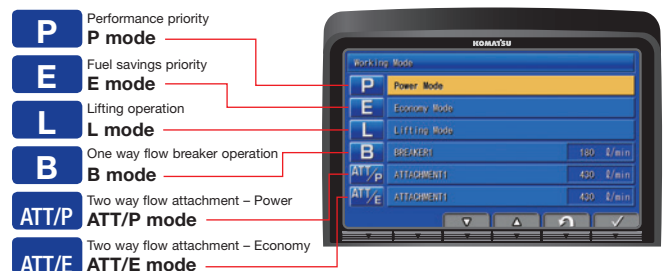 P
Performance priority
P mode
E
Fuel savings priority
E mode
L
Lifting operation
L mode
B
One way flow breaker operation
B mode
ATT/P
Two way flow attachment – Power
ATT/P mode
ATT/E
Two way flow attachment – Economy
ATT/E mode
KOMATSU
Working Mode
P Power Mode
E Economy Mode
L Lifting Mode
B BREAKER1 180 ℓ/min
ATT/P ATTACHMENT1 430 ℓ/min
ATT/E ATTACHMENT1 430 ℓ/min